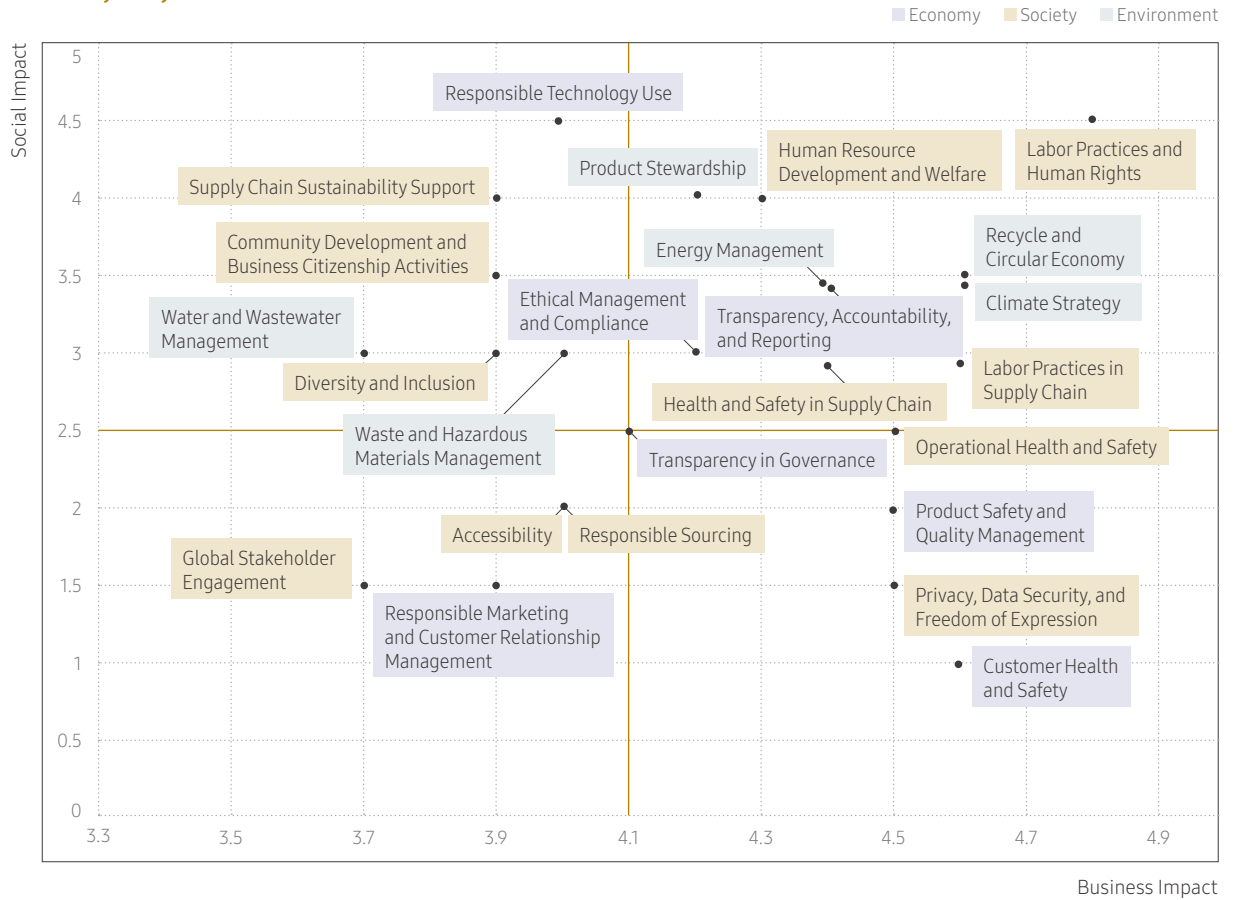 Economy
Society
Environment
Social Impact
5
4.5
4
3.5
3
2.5
2
1.5
1
0.5
0
Responsible Technology Use
Product Stewardship
Human Resource
Development and Welfare
Labor Practices and
Human Rights
Supply Chain Sustainability Support
Community Development and
Business Citizenship Activities
Energy Management
Recycle and
Circular Economy
Ethical Management
and Compliance
Climate Strategy
Water and Wastewater
Management
Transparency, Accountability,
and Reporting
Diversity and Inclusion
Labor Practices in
Supply Chain
Health and Safety in Supply Chain
Waste and Hazardous
Materials Management
Transparency in Governance
Operational Health and Safety
Accessibility
Responsible Sourcing
Product Safety and
Quality Management
Global Stakeholder
Engagement
Responsible Marketing
and Customer Relationship
Management
Privacy, Data Security, and
Freedom of Expression
Customer Health
and Safety
3.3
3.5
3.7
3.9
4.1
4.3
4.5
4.7
4.9
Business Impact